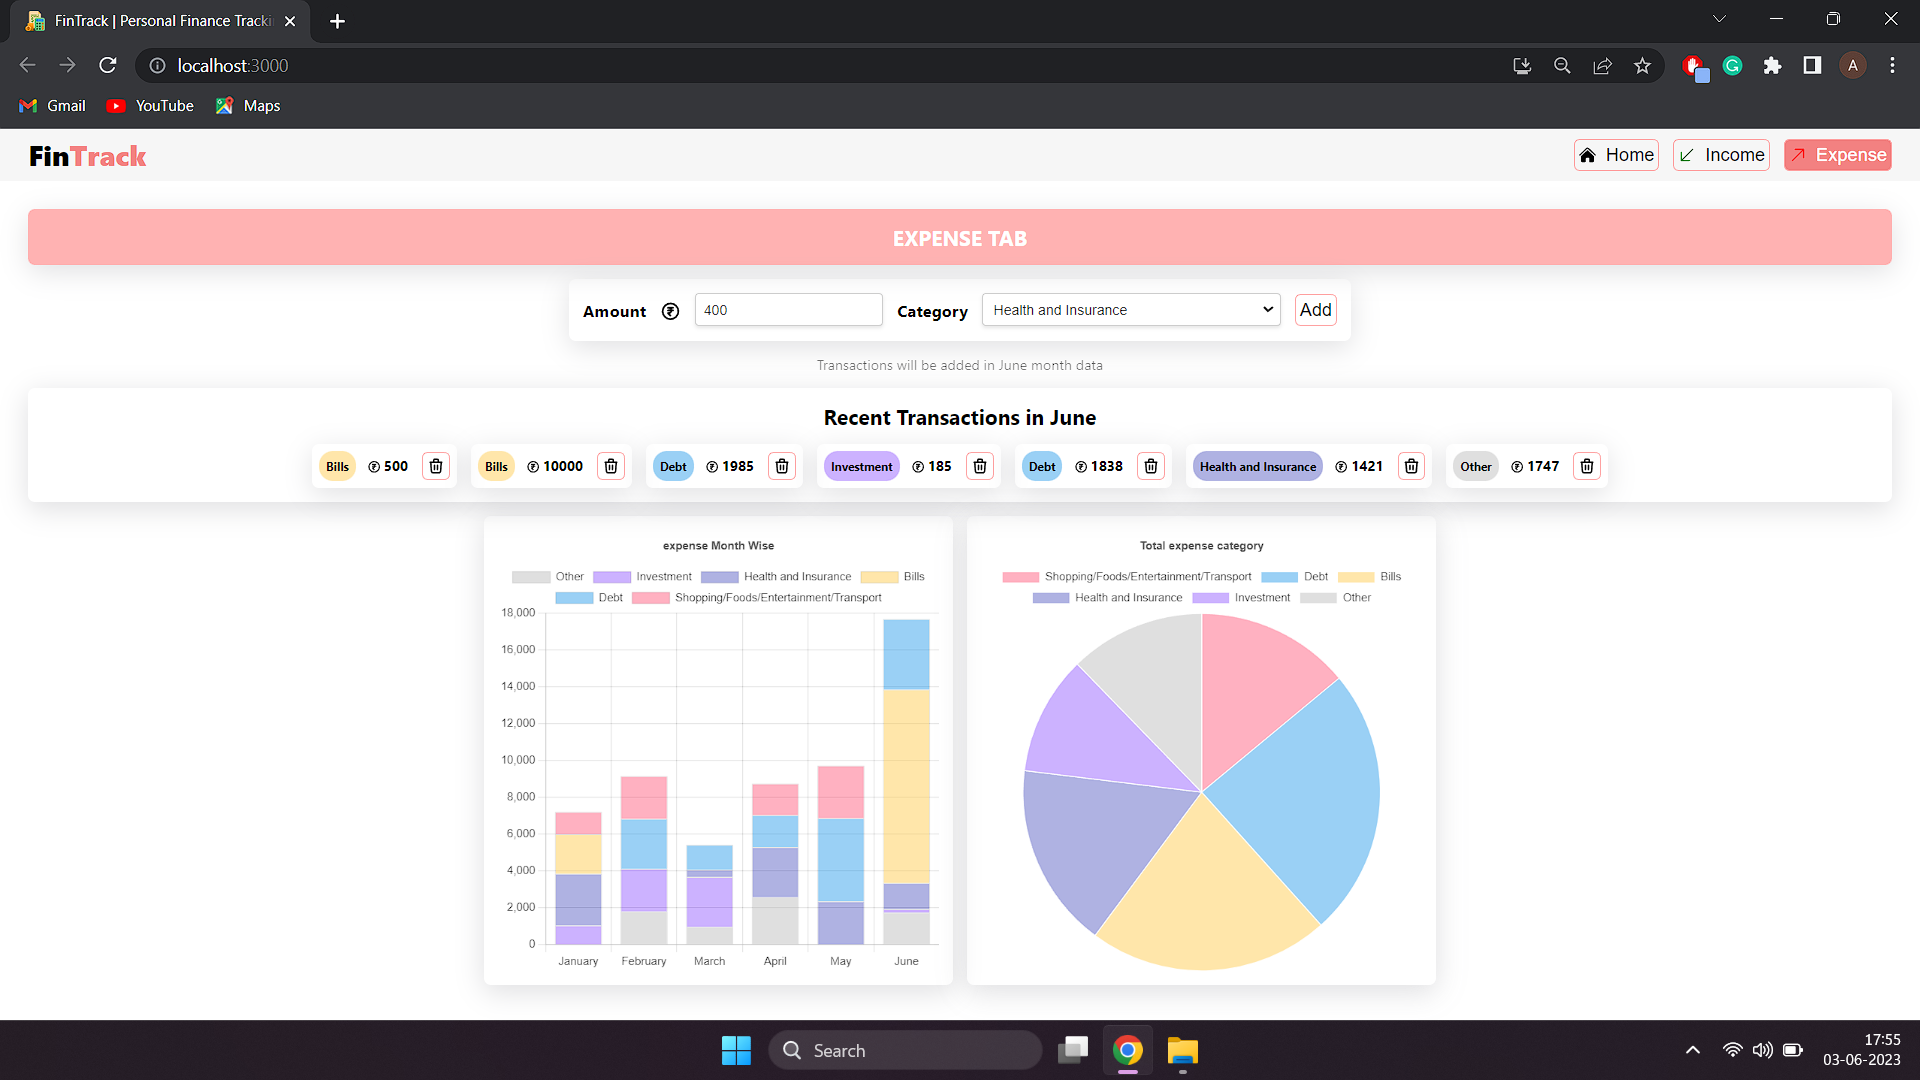 FinTrack | Personal Finance Tracki
localhost:3000
A
Gmail YouTube Maps
FinTrack
Home Income Expense
EXPENSE TAB
Amount 400 Category Health and Insurance Add
Transactions will be added in June month data
Recent Transactions in June
Bills ₹ 500 Bills ₹ 10000 Debt ₹ 1985 Investment ₹ 185 Debt ₹ 1838 Health and Insurance ₹ 1421 Other ₹ 1747
expense Month Wise
Other Investment Health and Insurance Bills
Debt Shopping/Foods/Entertainment/Transport
18,000
16,000
14,000
12,000
10,000
8,000
6,000
4,000
2,000
0
January February March April May June
Total expense category
Shopping/Foods/Entertainment/Transport Debt Bills
Health and Insurance Investment Other
Search
17:55
03-06-2023